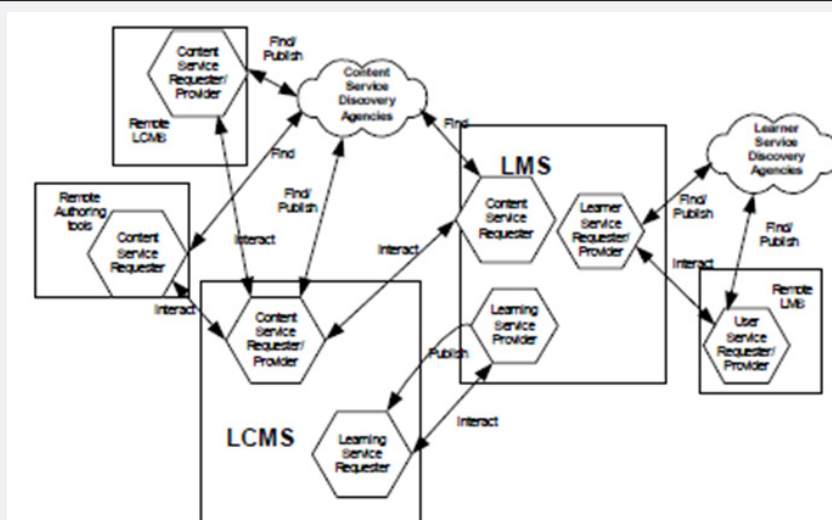 Content
Service
Requester/
Provider
Remote
LCMS
Find/
Publish
Content
Service
Discovery
Agencies
Find
Find
Find/
Publish
Interact
Remote
Authoring
tools
Content
Service
Requester
Interact
Interact
LMS
Content
Service
Requester
Learner
Service
Requester/
Provider
Learner
Service
Discovery
Agencies
Find/
Publish
Find/
Publish
Interact
Remote
LMS
User
Service
Requester/
Provider
Content
Service
Requester/
Provider
Learning
Service
Provider
Publish
Interact
LCMS
Learning
Service
Requester